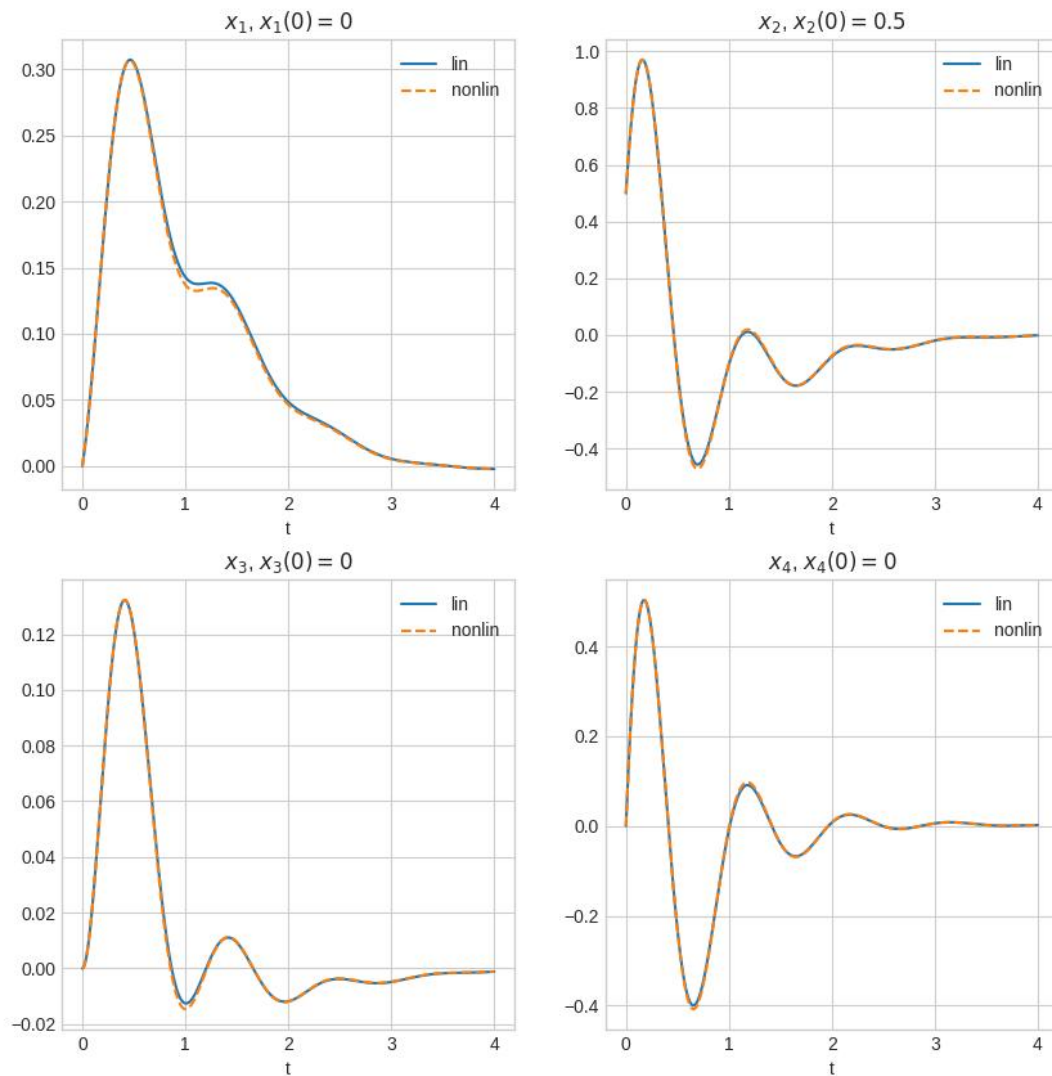 x₁, x₁(0) = 0
lin
nonlin
0.30
0.25
0.20
0.15
0.10
0.05
0.00
0 1 2 3 4
t
x₂, x₂(0) = 0.5
lin
nonlin
1.0
0.8
0.6
0.4
0.2
0.0
−0.2
−0.4
0 1 2 3 4
t
x₃, x₃(0) = 0
lin
nonlin
0.12
0.10
0.08
0.06
0.04
0.02
0.00
−0.02
0 1 2 3 4
t
x₄, x₄(0) = 0
lin
nonlin
0.4
0.2
0.0
−0.2
−0.4
0 1 2 3 4
t